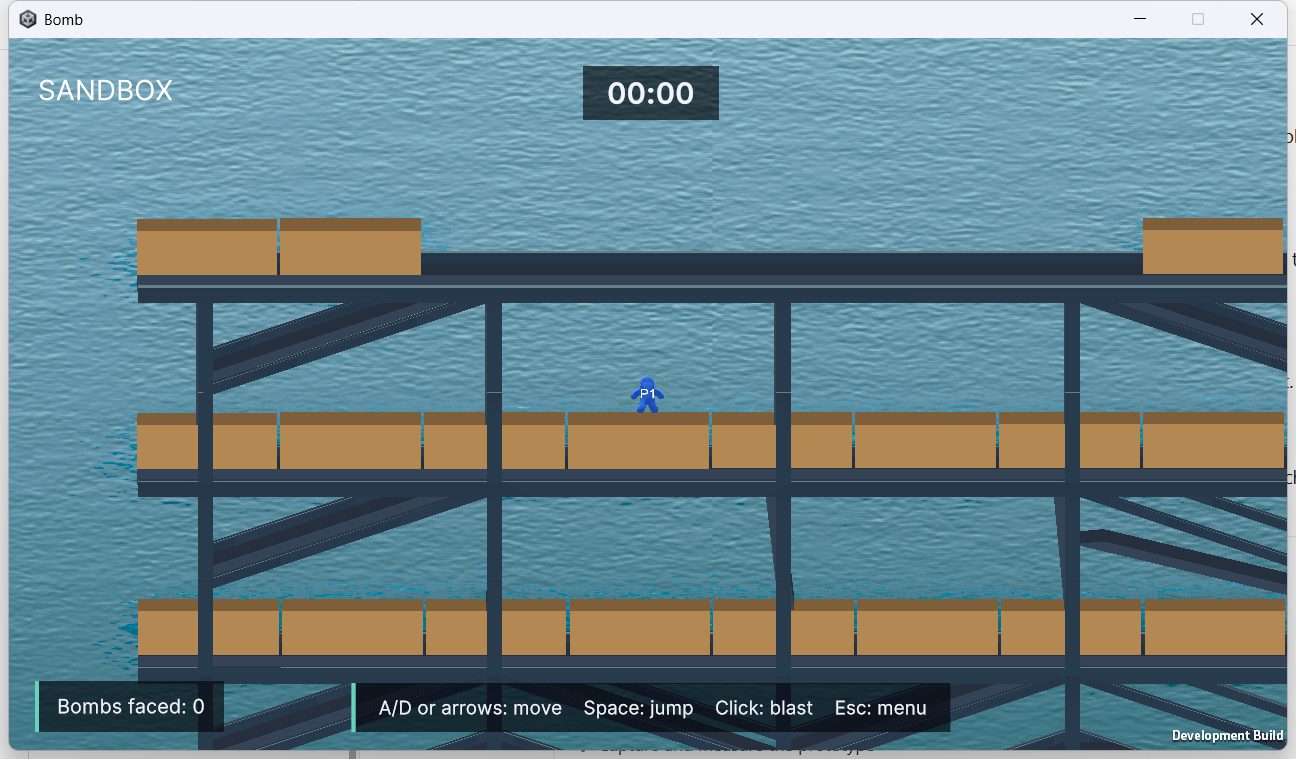 Bomb
SANDBOX
00:00
P1
Bombs faced: 0
A/D or arrows: move Space: jump Click: blast Esc: menu
Development Build